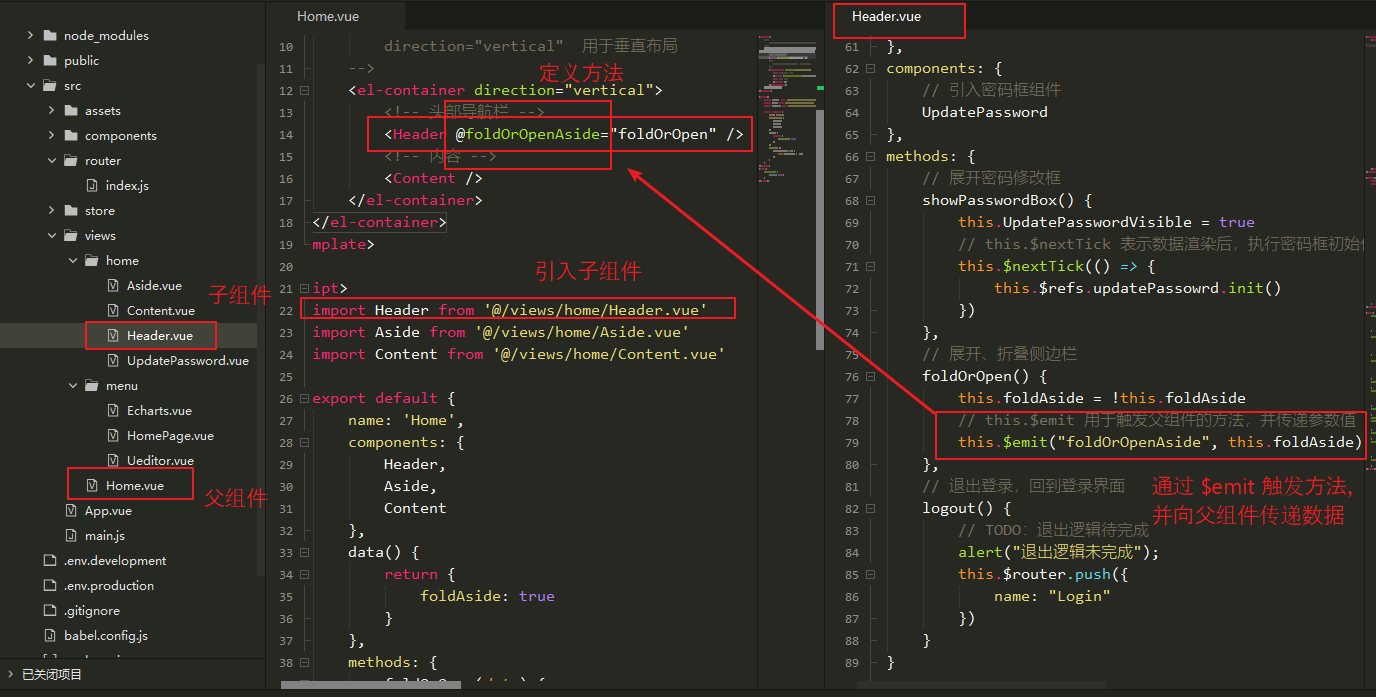 node_modules
public
src
assets
components
router
index.js
store
views
home
Aside.vue
Content.vue
Header.vue
UpdatePassword.vue
menu
Echarts.vue
HomePage.vue
Ueditor.vue
Home.vue
App.vue
main.js
.env.development
.env.production
.gitignore
babel.config.js
已关闭项目
子组件
父组件
Home.vue
10 direction="vertical" 用于垂直布局
11 -->
定义方法
12 <el-container direction="vertical">
13 <!-- 头部导航栏 -->
14 <Header @foldOrOpenAside="foldOrOpen" />
15 <!-- 内容 -->
16 <Content />
17 </el-container>
18 </el-container>
19 mplate>
20
引入子组件
21 ipt>
22 import Header from '@/views/home/Header.vue'
23 import Aside from '@/views/home/Aside.vue'
24 import Content from '@/views/home/Content.vue'
25
26 export default {
27 name: 'Home',
28 components: {
29 Header,
30 Aside,
31 Content
32 },
33 data() {
34 return {
35 foldAside: true
36 }
37 },
38 methods: {
Header.vue
61 },
62 components: {
63 // 引入密码框组件
64 UpdatePassword
65 },
66 methods: {
67 // 展开密码修改框
68 showPasswordBox() {
69 this.UpdatePasswordVisible = true
70 // this.$nextTick 表示数据渲染后，执行密码框初始
71 this.$nextTick(() => {
72 this.$refs.updatePassowrd.init()
73 })
74 },
75 // 展开、折叠侧边栏
76 foldOrOpen() {
77 this.foldAside = !this.foldAside
78 // this.$emit 用于触发父组件的方法，并传递参数值
79 this.$emit("foldOrOpenAside", this.foldAside)
80 },
81 // 退出登录，回到登录界面
82 logout() {
83 // TODO: 退出逻辑待完成
84 alert("退出逻辑未完成");
85 this.$router.push({
86 name: "Login"
87 })
88 }
89 }
通过 $emit 触发方法,
并向父组件传递数据